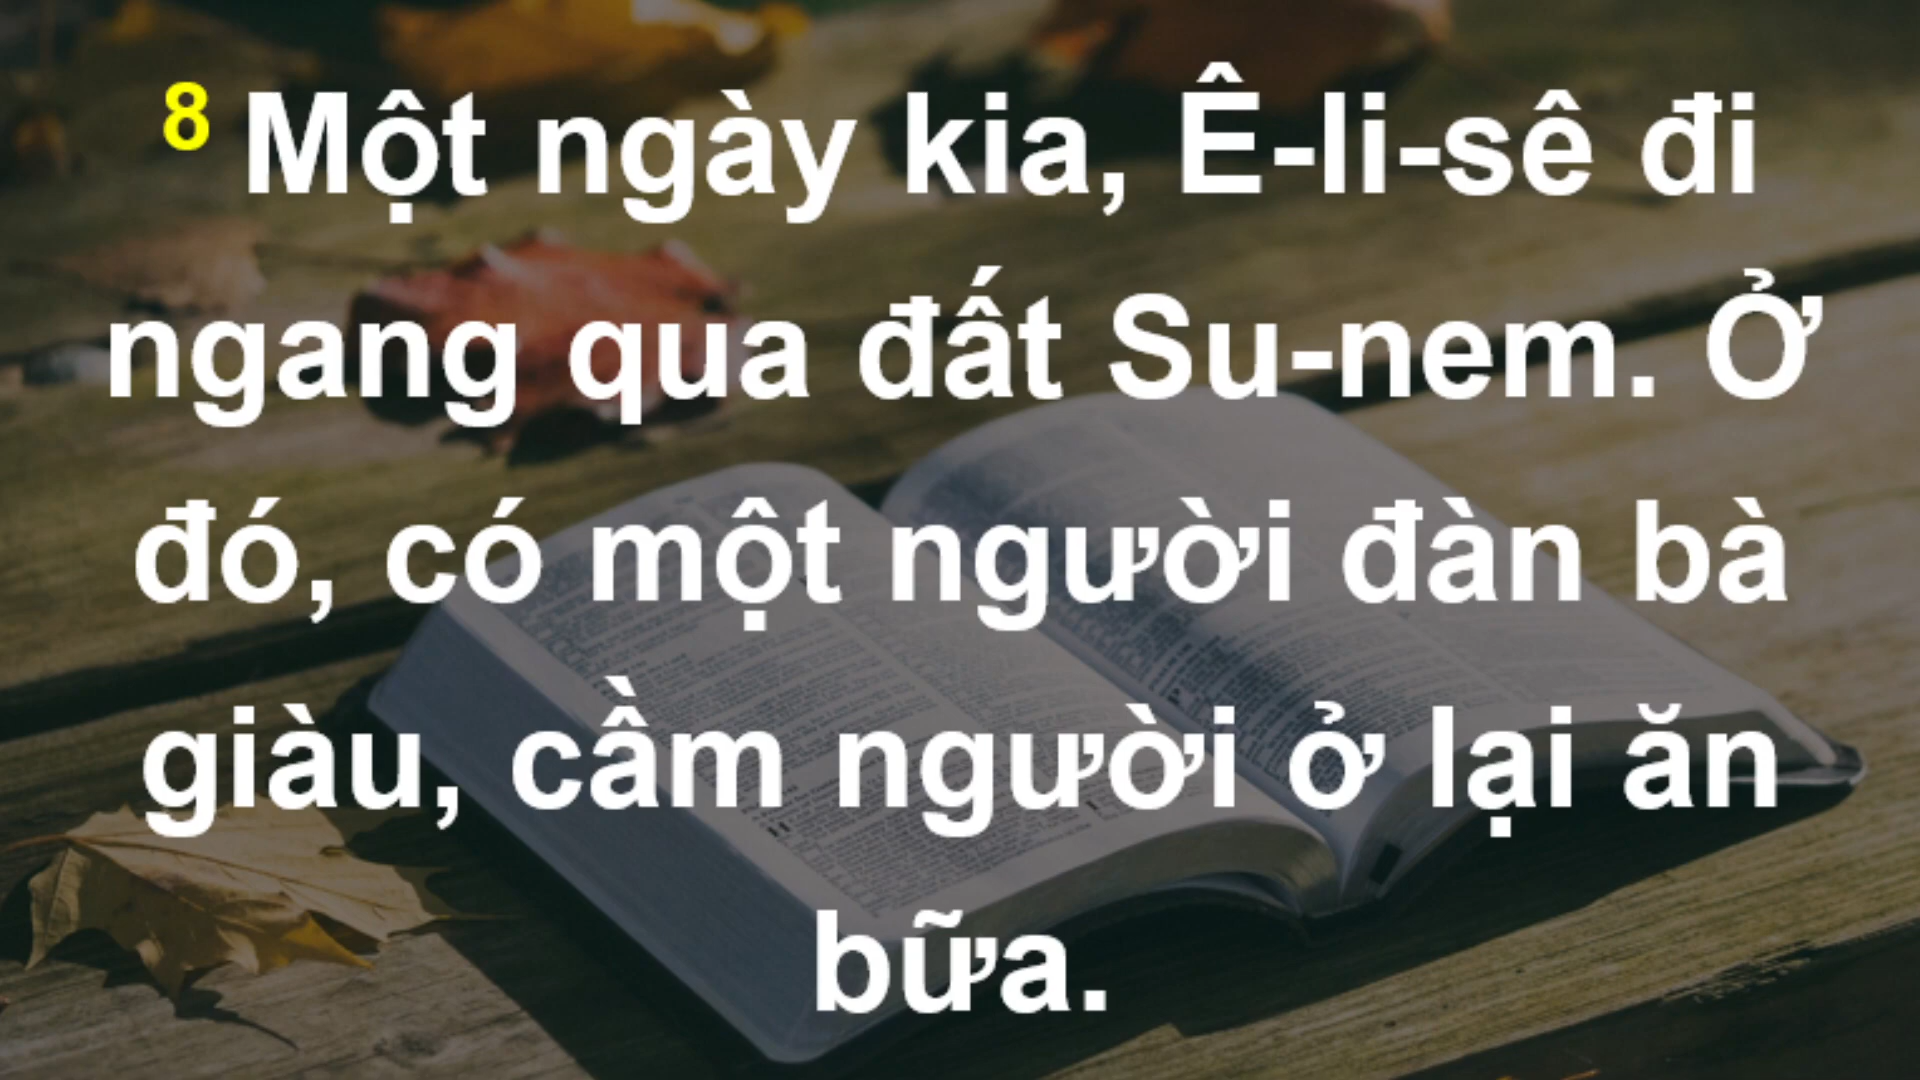 8 Một ngày kia, Ê-li-sê đi
ngang qua đất Su-nem. Ở
đó, có một người đàn bà
giàu, cầm người ở lại ăn
bữa.